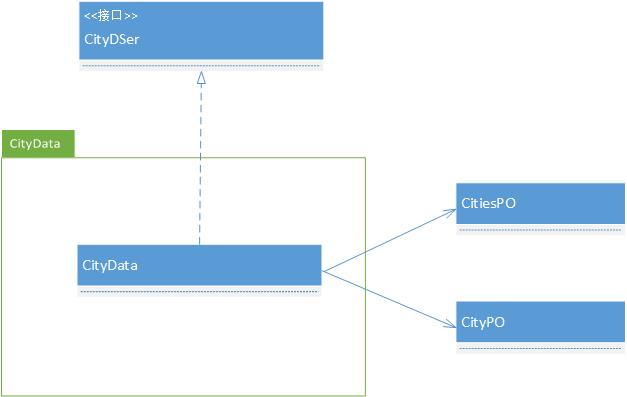 <<接口>>
CityDSer
CityData
CitiesPO
CityData
CityPO